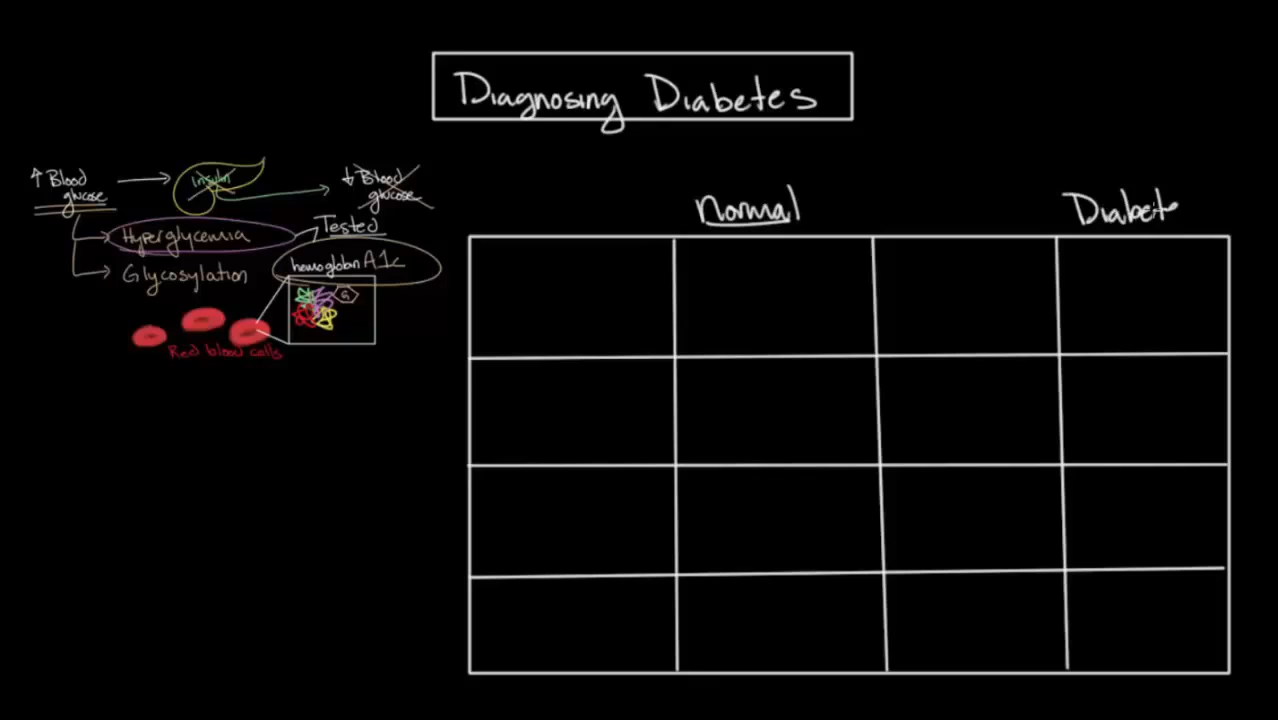 Diagnosing Diabetes
↑ Blood glucose
insulin
↓ Blood glucose
Hyperglycemia
Tested
Glycosylation
hemoglobin A1c
G
Red blood cells
Normal
Diabete